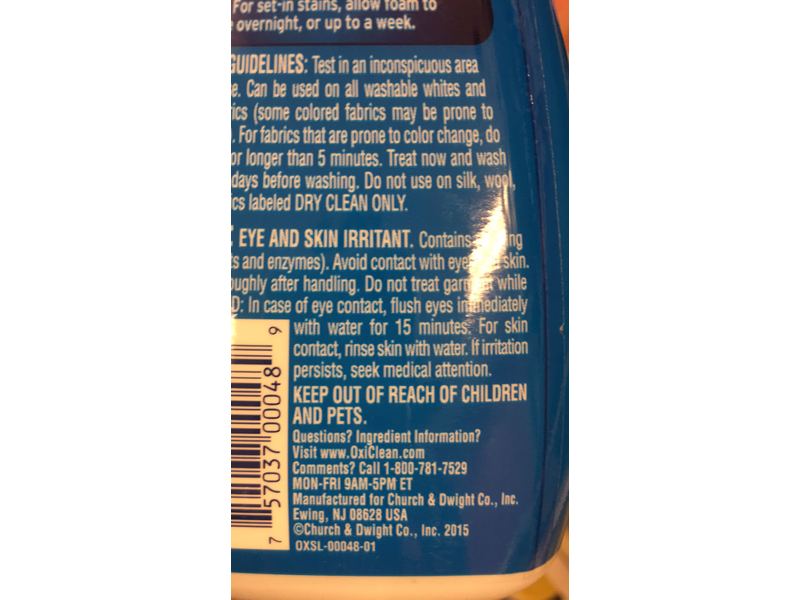 For set-in stains, allow foam to
overnight, or up to a week.
GUIDELINES: Test in an inconspicuous area
e. Can be used on all washable whites and
rics (some colored fabrics may be prone to
). For fabrics that are prone to color change, do
or longer than 5 minutes. Treat now and wash
days before washing. Do not use on silk, wool,
cs labeled DRY CLEAN ONLY.
: EYE AND SKIN IRRITANT. Contains
ts and enzymes). Avoid contact with eye skin.
oughly after handling. Do not treat garment while
D: In case of eye contact, flush eyes immediately
with water for 15 minutes. For skin
contact, rinse skin with water. If irritation
persists, seek medical attention.
KEEP OUT OF REACH OF CHILDREN
AND PETS.
Questions? Ingredient Information?
Visit www.OxiClean.com
Comments? Call 1-800-781-7529
MON-FRI 9AM-5PM ET
Manufactured for Church & Dwight Co., Inc.
Ewing, NJ 08628 USA
©Church & Dwight Co., Inc. 2015
OXSL-00048-01
7 57037 00048 9